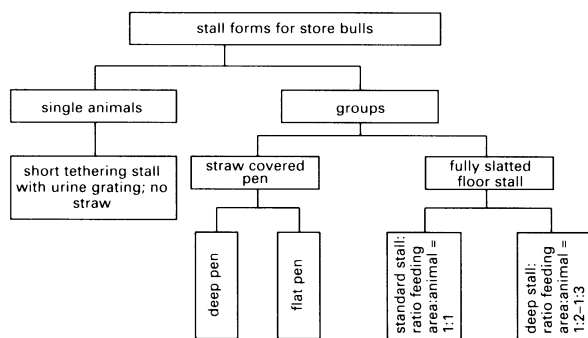 stall forms for store bulls
single animals
groups
short tethering stall
with urine grating; no
straw
straw covered
pen
fully slatted
floor stall
deep pen
flat pen
standard stall:
ratio feeding
area:animal =
1:1
deep stall:
ratio feeding
area:animal =
1:2–1:3